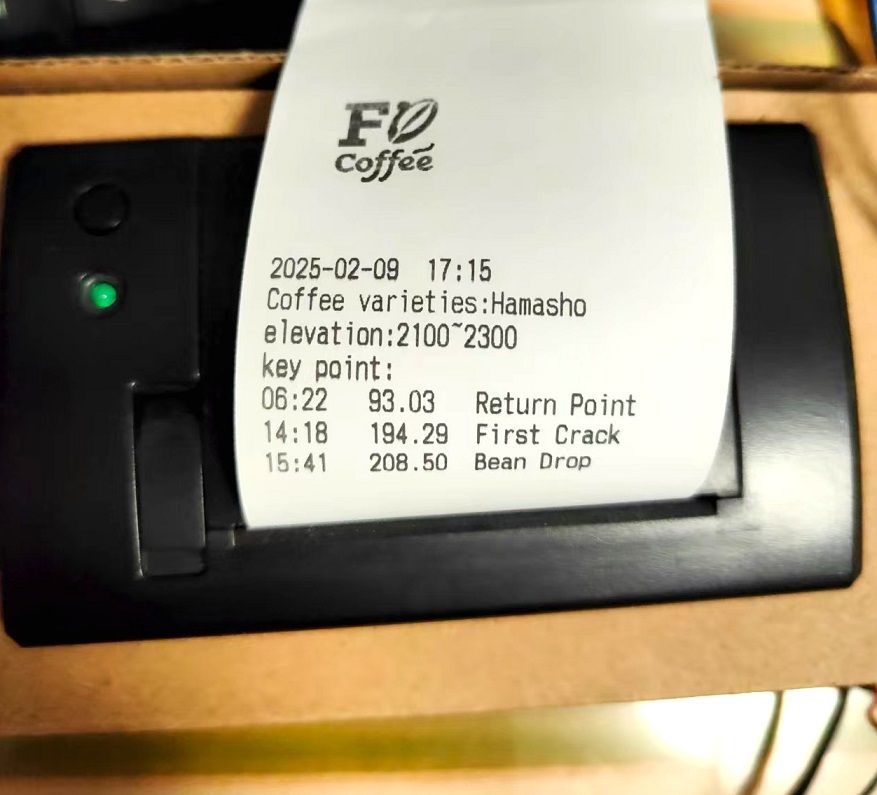 FO
Coffee
2025-02-09 17:15
Coffee varieties:Hamasho
elevation:2100~2300
key point:
06:22 93.03 Return Point
14:18 194.29 First Crack
15:41 208.50 Bean Drop